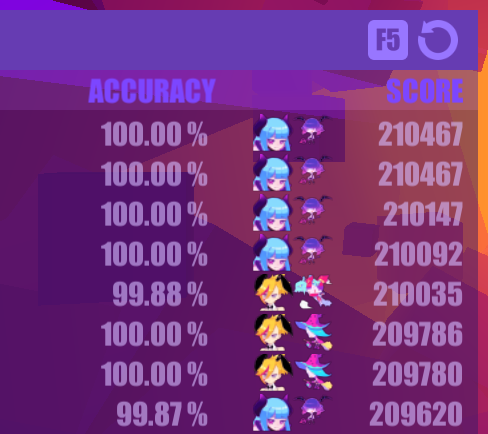 F5
ACCURACY SCORE
100.00 % 210467
100.00 % 210467
100.00 % 210147
100.00 % 210092
99.88 % 210035
100.00 % 209786
100.00 % 209780
99.87 % 209620